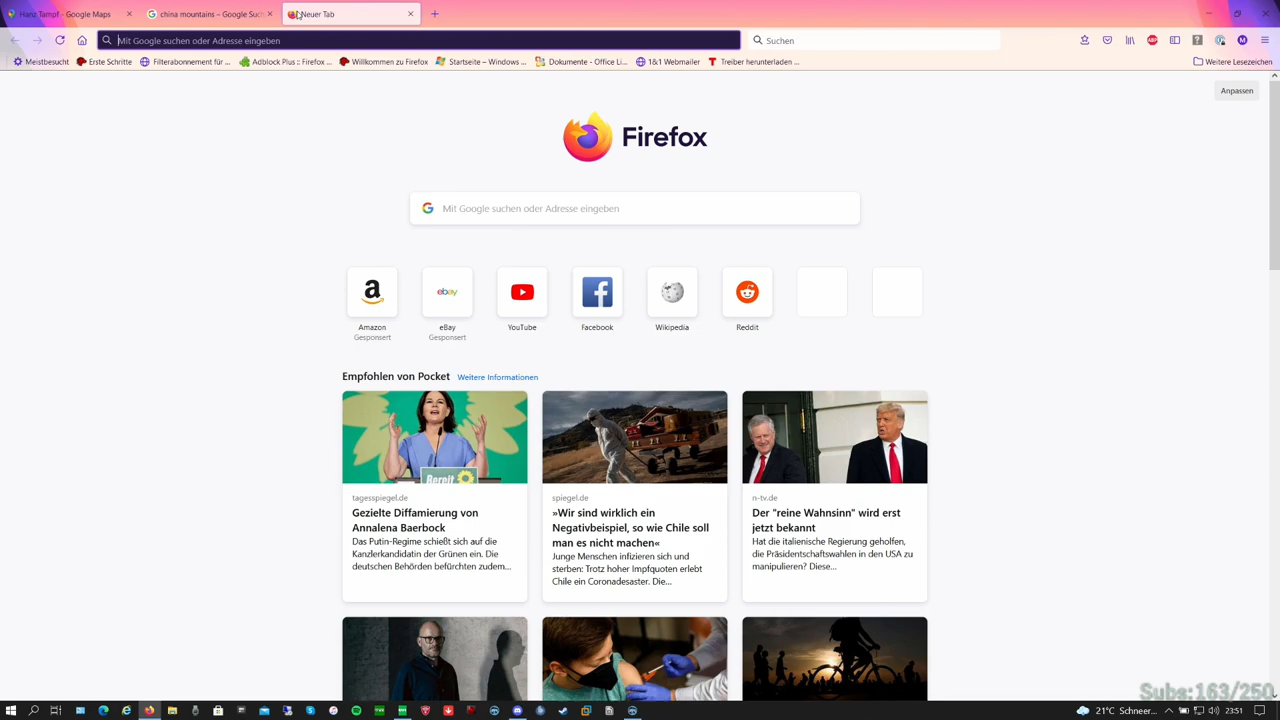 Hanz Tampf - Google Maps
china mountains – Google Such
Neuer Tab
Mit Google suchen oder Adresse eingeben
Suchen
Meistbesucht
Erste Schritte
Filterabonnement für ...
Adblock Plus :: Firefox ...
Willkommen zu Firefox
Startseite – Windows ...
Dokumente - Office Li...
1&1 Webmailer
Treiber herunterladen ...
Weitere Lesezeichen
Anpassen
Firefox
Mit Google suchen oder Adresse eingeben
Amazon
Gesponsert
eBay
Gesponsert
YouTube
Facebook
Wikipedia
Reddit
Empfohlen von Pocket Weitere Informationen
Bereit
tagesspiegel.de
Gezielte Diffamierung von
Annalena Baerbock
Das Putin-Regime schießt sich auf die
Kanzlerkandidatin der Grünen ein. Die
deutschen Behörden befürchten zudem...
spiegel.de
»Wir sind wirklich ein
Negativbeispiel, so wie Chile soll
man es nicht machen«
Junge Menschen infizieren sich und
sterben: Trotz hoher Impfquoten erlebt
Chile ein Coronadesaster. Die...
n-tv.de
Der "reine Wahnsinn" wird erst
jetzt bekannt
Hat die italienische Regierung geholfen,
die Präsidentschaftswahlen in den USA zu
manipulieren? Diese...
Subs:163/250
21°C Schneer...
23:51